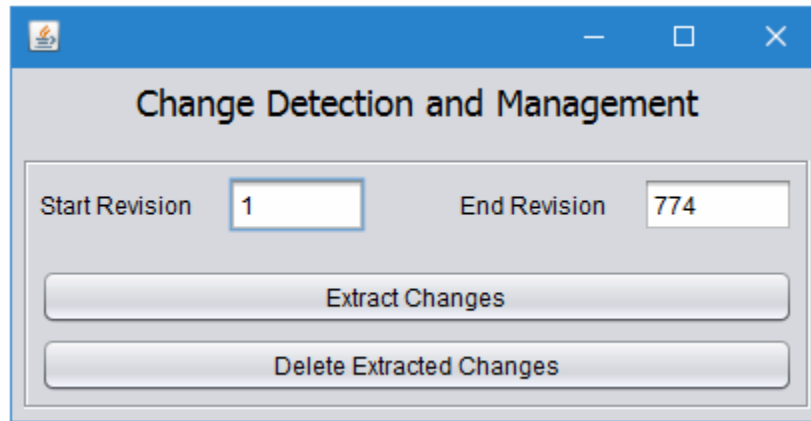 Change Detection and Management
Start Revision 1 End Revision 774
Extract Changes
Delete Extracted Changes